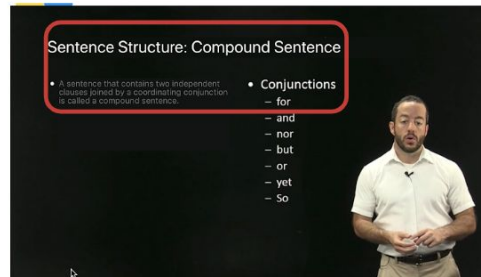 Sentence Structure: Compound Sentence
• A sentence that contains two independent
clauses joined by a coordinating conjunction
is called a compound sentence.
• Conjunctions
– for
– and
– nor
– but
– or
– yet
– So